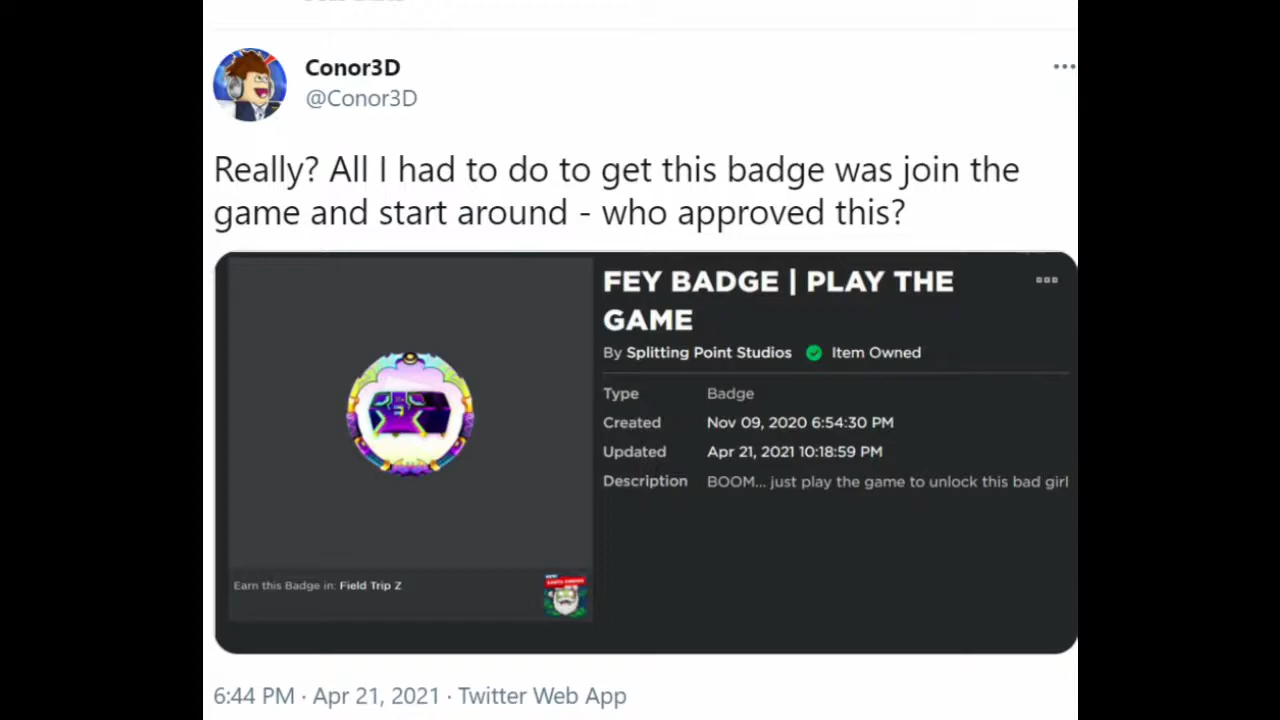 Conor3D
@Conor3D
Really? All I had to do to get this badge was join the
game and start around - who approved this?
FEY BADGE | PLAY THE
GAME
By Splitting Point Studios Item Owned
Type Badge
Created Nov 09, 2020 6:54:30 PM
Updated Apr 21, 2021 10:18:59 PM
Description BOOM... just play the game to unlock this bad girl
Earn this Badge in: Field Trip Z
6:44 PM · Apr 21, 2021 · Twitter Web App